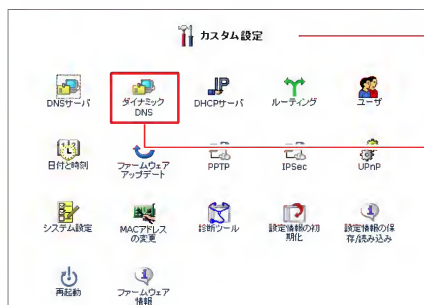 カスタム設定
DNSサーバ
ダイナミック
DNS
DHCPサーバ
ルーティング
ユーザ
日付と時刻
ファームウェア
アップデート
PPTP
IPSec
UPnP
システム設定
MACアドレス
の変更
診断ツール
設定情報の初
期化
設定情報の保
存/読み込み
再起動
ファームウェア
情報